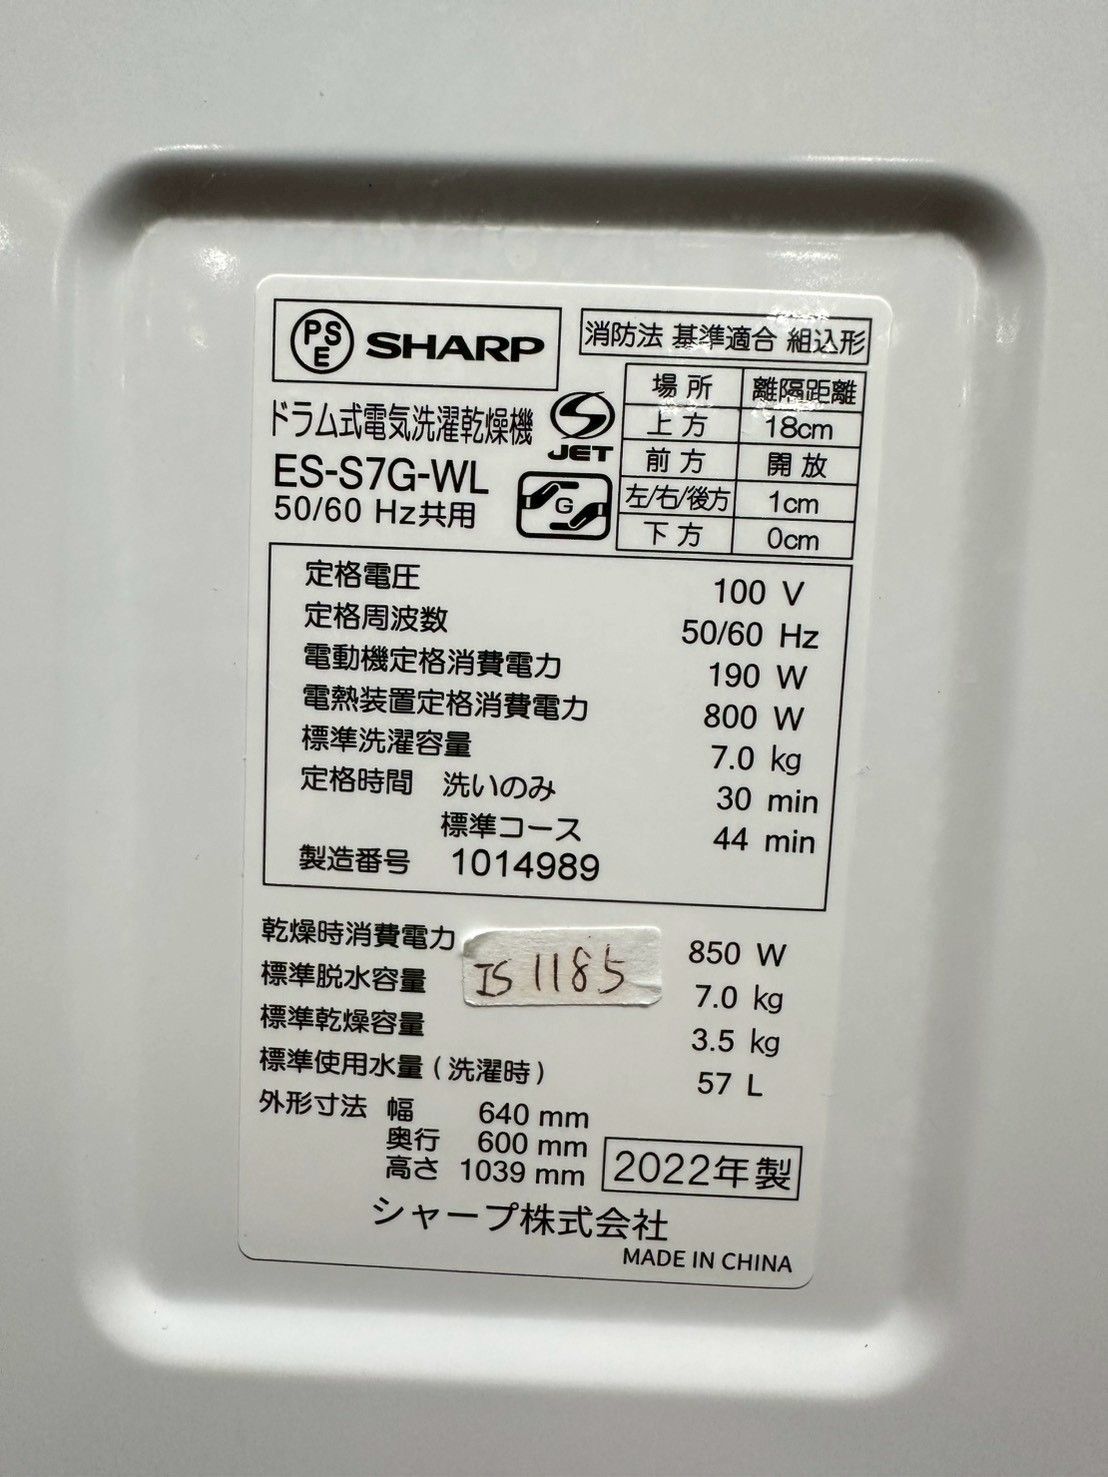 PSE SHARP
消防法 基準適合 組込形
場所 離隔距離
上方 18cm
前方 開放
左/右/後方 1cm
下方 0cm
ドラム式電気洗濯乾燥機
S JET
ES-S7G-WL
G
50/60 Hz共用
定格電圧 100 V
定格周波数 50/60 Hz
電動機定格消費電力 190 W
電熱装置定格消費電力 800 W
標準洗濯容量 7.0 kg
定格時間 洗いのみ 30 min
標準コース 44 min
製造番号 1014989
乾燥時消費電力 850 W
IS 1185
標準脱水容量 7.0 kg
標準乾燥容量 3.5 kg
標準使用水量(洗濯時) 57 L
外形寸法 幅 640 mm
奥行 600 mm
高さ 1039 mm
2022年製
シャープ株式会社
MADE IN CHINA